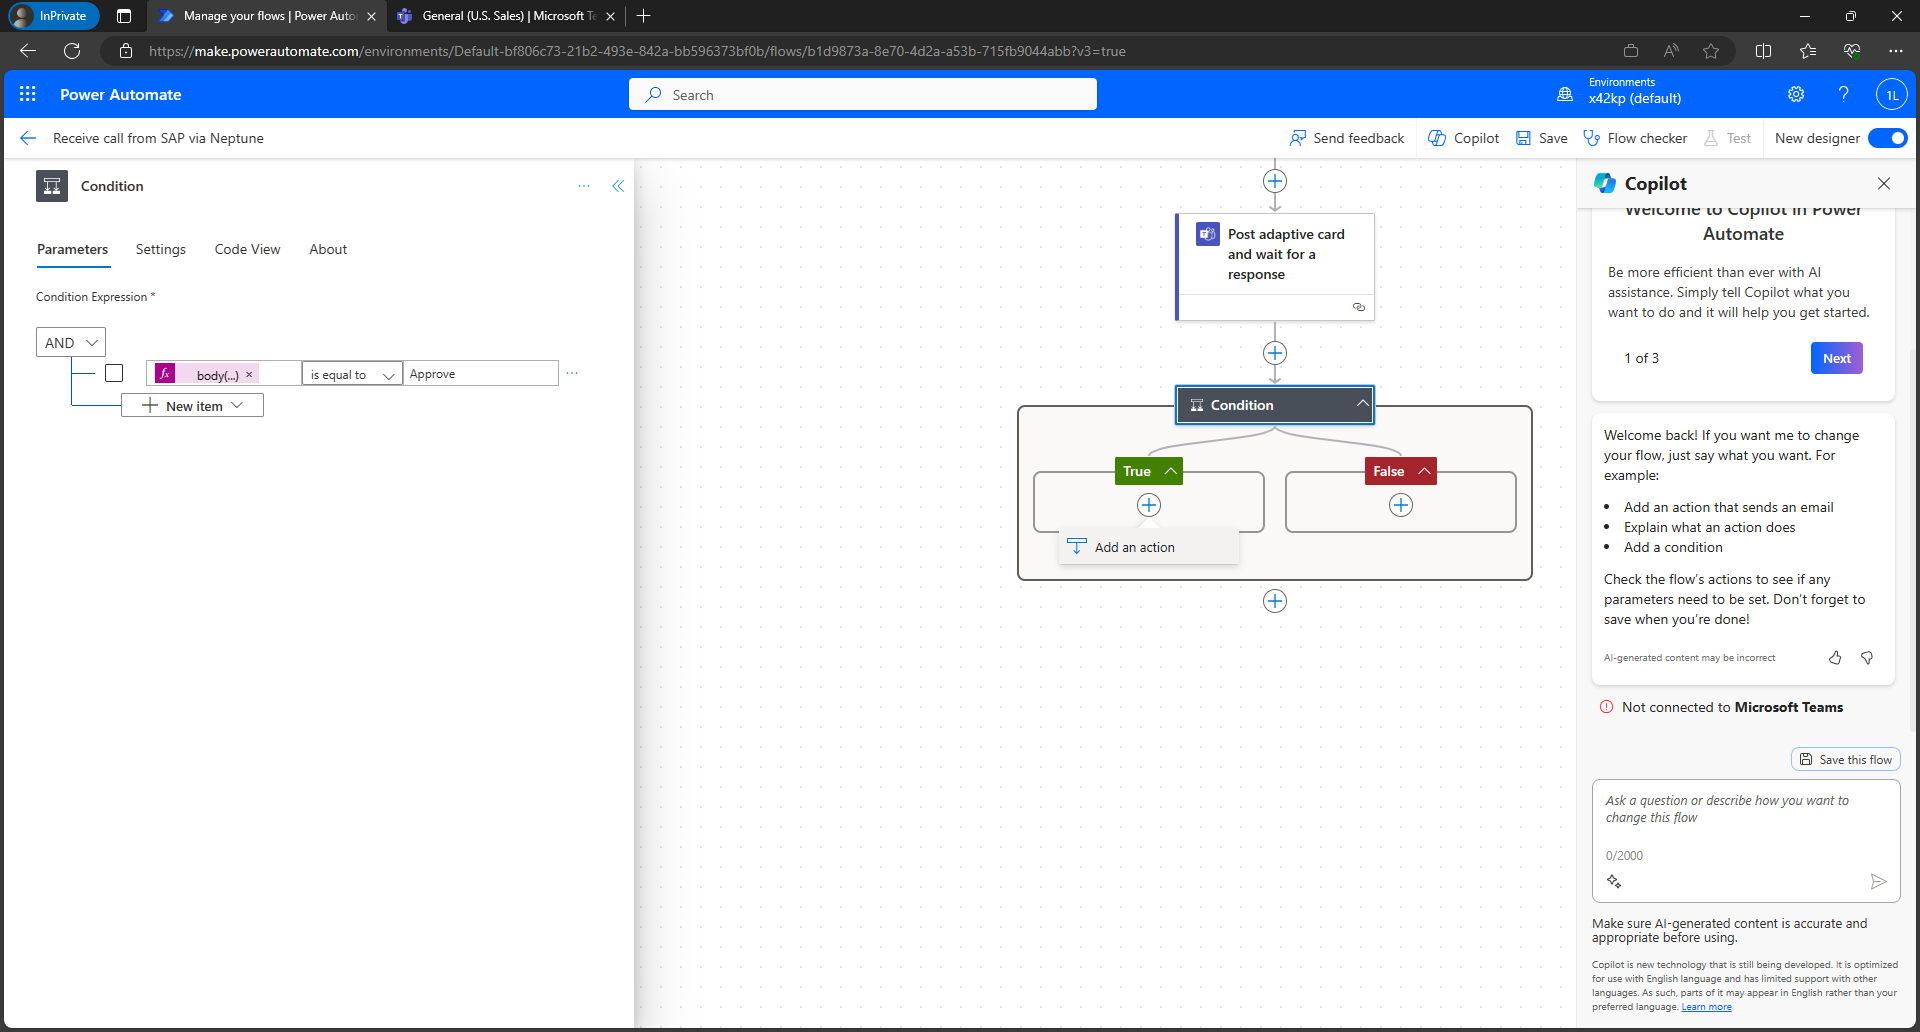 InPrivate
Manage your flows | Power Auto
General (U.S. Sales) | Microsoft Te
https://make.powerautomate.com/environments/Default-bf806c73-21b2-493e-842a-bb596373bf0b/flows/b1d9873a-8e70-4d2a-a53b-715fb9044abb?v3=true
Power Automate
Search
Environments
x42kp (default)
1L
Receive call from SAP via Neptune
Send feedback
Copilot
Save
Flow checker
Test
New designer
Condition
Parameters
Settings
Code View
About
Condition Expression *
AND
fx
body(...)
is equal to
Approve
New item
Post adaptive card
and wait for a
response
Condition
True
False
Add an action
Copilot
Welcome to Copilot in Power
Automate
Be more efficient than ever with AI
assistance. Simply tell Copilot what you
want to do and it will help you get started.
1 of 3
Next
Welcome back! If you want me to change
your flow, just say what you want. For
example:
• Add an action that sends an email
• Explain what an action does
• Add a condition
Check the flow's actions to see if any
parameters need to be set. Don't forget to
save when you're done!
AI-generated content may be incorrect
Not connected to Microsoft Teams
Save this flow
Ask a question or describe how you want to
change this flow
0/2000
Make sure AI-generated content is accurate and
appropriate before using.
Copilot is new technology that is still being developed. It is optimized
for use with English language and has limited support with other
languages. As such, parts of it may appear in English rather than your
preferred language. Learn more